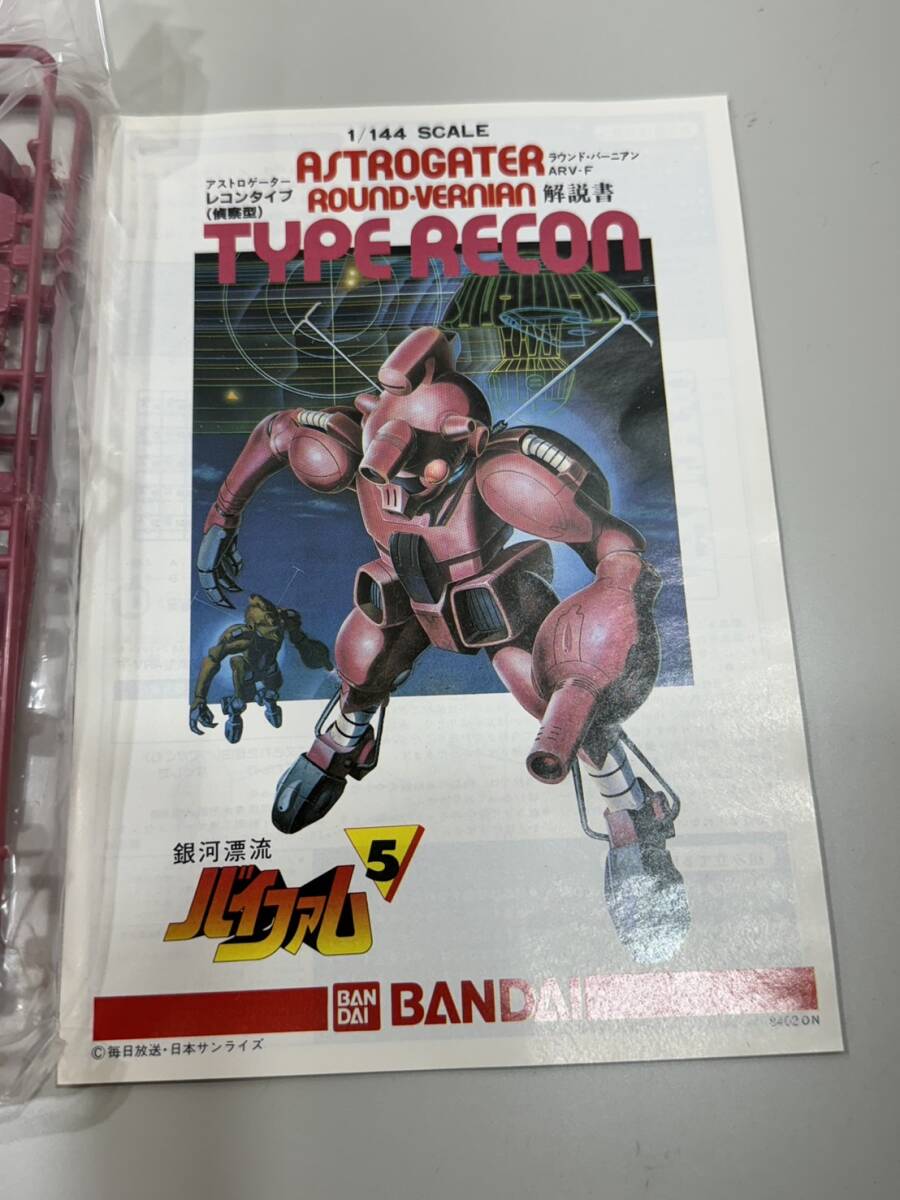 1/144 SCALE
アストロゲーター
レコンタイプ
(偵察型)
ASTROGATER
ROUND·VERNIAN
ラウンド・バーニアン
ARV-F
解説書
TYPE RECON
銀河漂流
バイファム
5
BAN
DAI
BANDAI
8402ON
©毎日放送・日本サンライズ